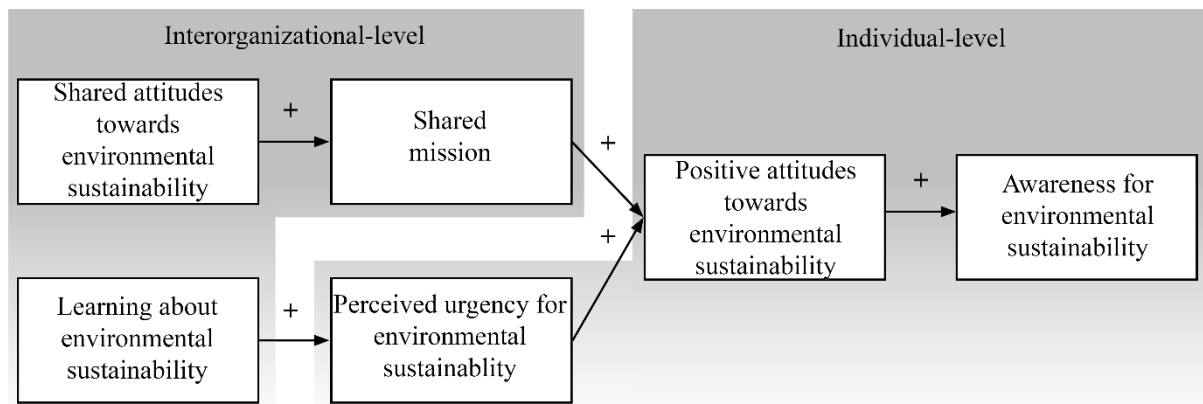 Interorganizational-level
Individual-level
Shared attitudes
towards
environmental
sustainability
+
Shared
mission
+
Positive attitudes
towards
environmental
sustainability
+
Awareness for
environmental
sustainability
Learning about
environmental
sustainability
+
Perceived urgency for
environmental
sustainablity
+